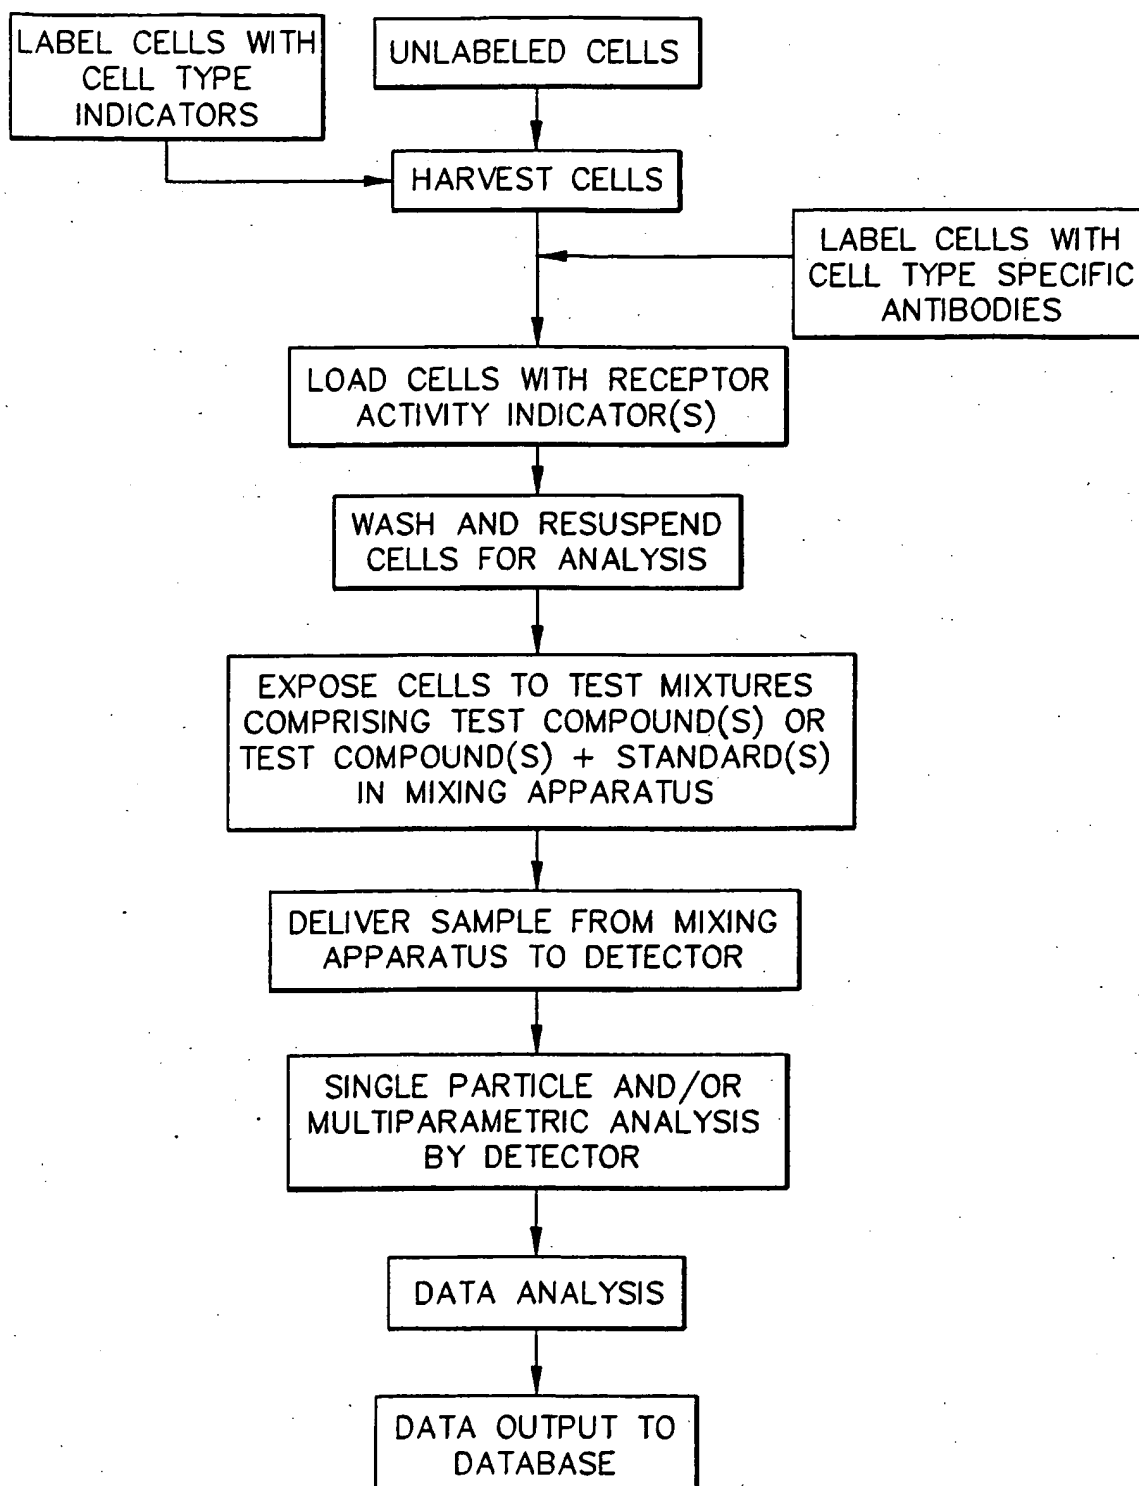 LABEL CELLS WITH
CELL TYPE
INDICATORS
UNLABELED CELLS
HARVEST CELLS
LABEL CELLS WITH
CELL TYPE SPECIFIC
ANTIBODIES
LOAD CELLS WITH RECEPTOR
ACTIVITY INDICATOR(S)
WASH AND RESUSPEND
CELLS FOR ANALYSIS
EXPOSE CELLS TO TEST MIXTURES
COMPRISING TEST COMPOUND(S) OR
TEST COMPOUND(S) + STANDARD(S)
IN MIXING APPARATUS
DELIVER SAMPLE FROM MIXING
APPARATUS TO DETECTOR
SINGLE PARTICLE AND/OR
MULTIPARAMETRIC ANALYSIS
BY DETECTOR
DATA ANALYSIS
DATA OUTPUT TO
DATABASE